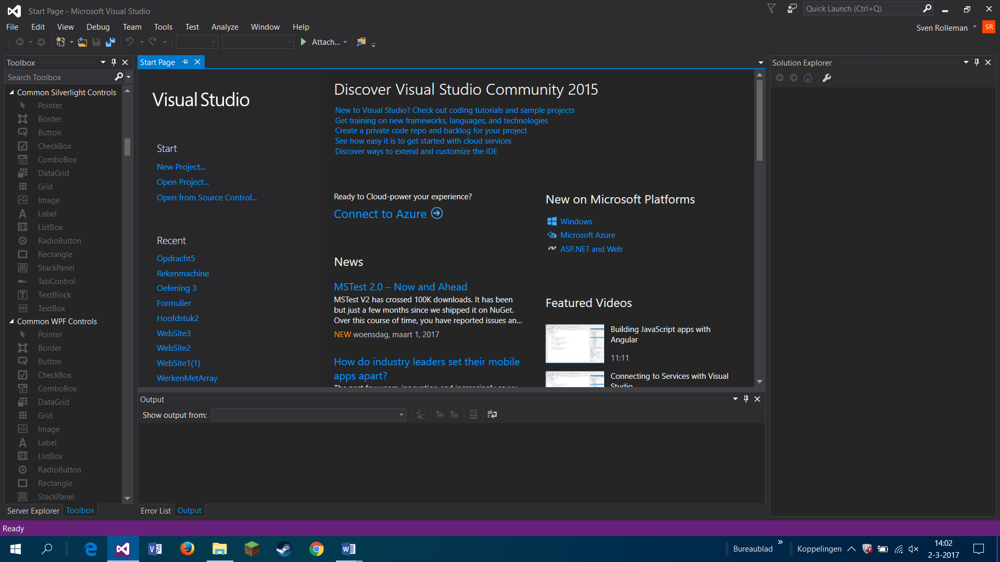 Start Page - Microsoft Visual Studio
Quick Launch (Ctrl+Q)
File Edit View Debug Team Tools Test Analyze Window Help
Sven Rolleman
SR
Attach...
Toolbox
Search Toolbox
Common Silverlight Controls
Pointer
Border
Button
CheckBox
ComboBox
DataGrid
Grid
Image
Label
ListBox
RadioButton
Rectangle
StackPanel
TabControl
TextBlock
TextBox
Common WPF Controls
Pointer
Border
Button
CheckBox
ComboBox
DataGrid
Grid
Image
Label
ListBox
RadioButton
Rectangle
StackPanel
Server Explorer Toolbox
Start Page
Visual Studio
Start
New Project...
Open Project...
Open from Source Control...
Recent
Opdracht5
Rekenmachine
Oefening 3
Formulier
Hoofdstuk2
WebSite3
WebSite2
WebSite1(1)
WerkenMetArray
Discover Visual Studio Community 2015
New to Visual Studio? Check out coding tutorials and sample projects
Get training on new frameworks, languages, and technologies
Create a private code repo and backlog for your project
See how easy it is to get started with cloud services
Discover ways to extend and customize the IDE
Ready to Cloud-power your experience?
Connect to Azure
News
MSTest 2.0 – Now and Ahead
MSTest V2 has crossed 100K downloads. It has been
but just a few months since we shipped it on NuGet.
Over this course of time, you have reported issues an...
NEW woensdag, maart 1, 2017
How do industry leaders set their mobile
apps apart?
New on Microsoft Platforms
Windows
Microsoft Azure
ASP.NET and Web
Featured Videos
Building JavaScript apps with
Angular
11:11
Connecting to Services with Visual
Studio
Output
Show output from:
Error List Output
Solution Explorer
Ready
Bureaublad
Koppelingen
14:02
2-3-2017